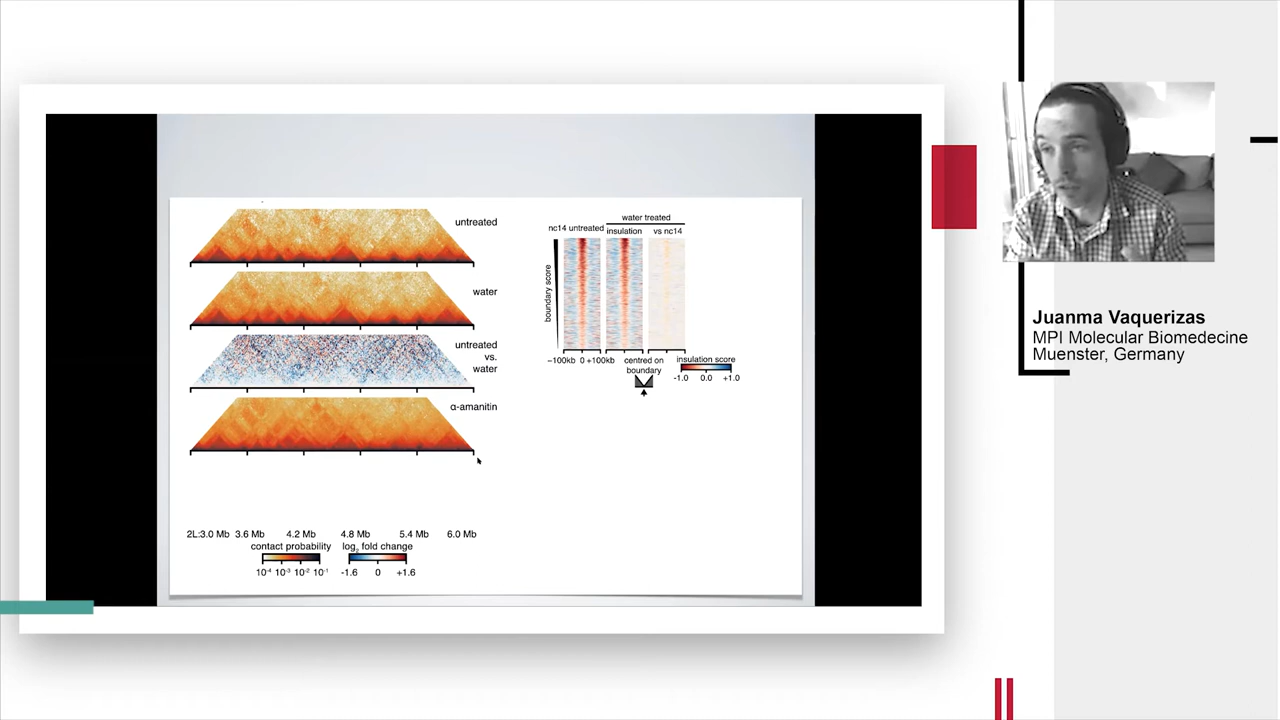 untreated
water
untreated
vs.
water
α-amanitin
2L:3.0 Mb 3.6 Mb 4.2 Mb 4.8 Mb 5.4 Mb 6.0 Mb
contact probability
10-4 10-3 10-2 10-1
log2 fold change
-1.6 0 +1.6
water treated
nc14 untreated insulation vs nc14
boundary score
−100kb 0 +100kb
centred on
boundary
insulation score
-1.0 0.0 +1.0
Juanma Vaquerizas
MPI Molecular Biomedecine
Muenster, Germany